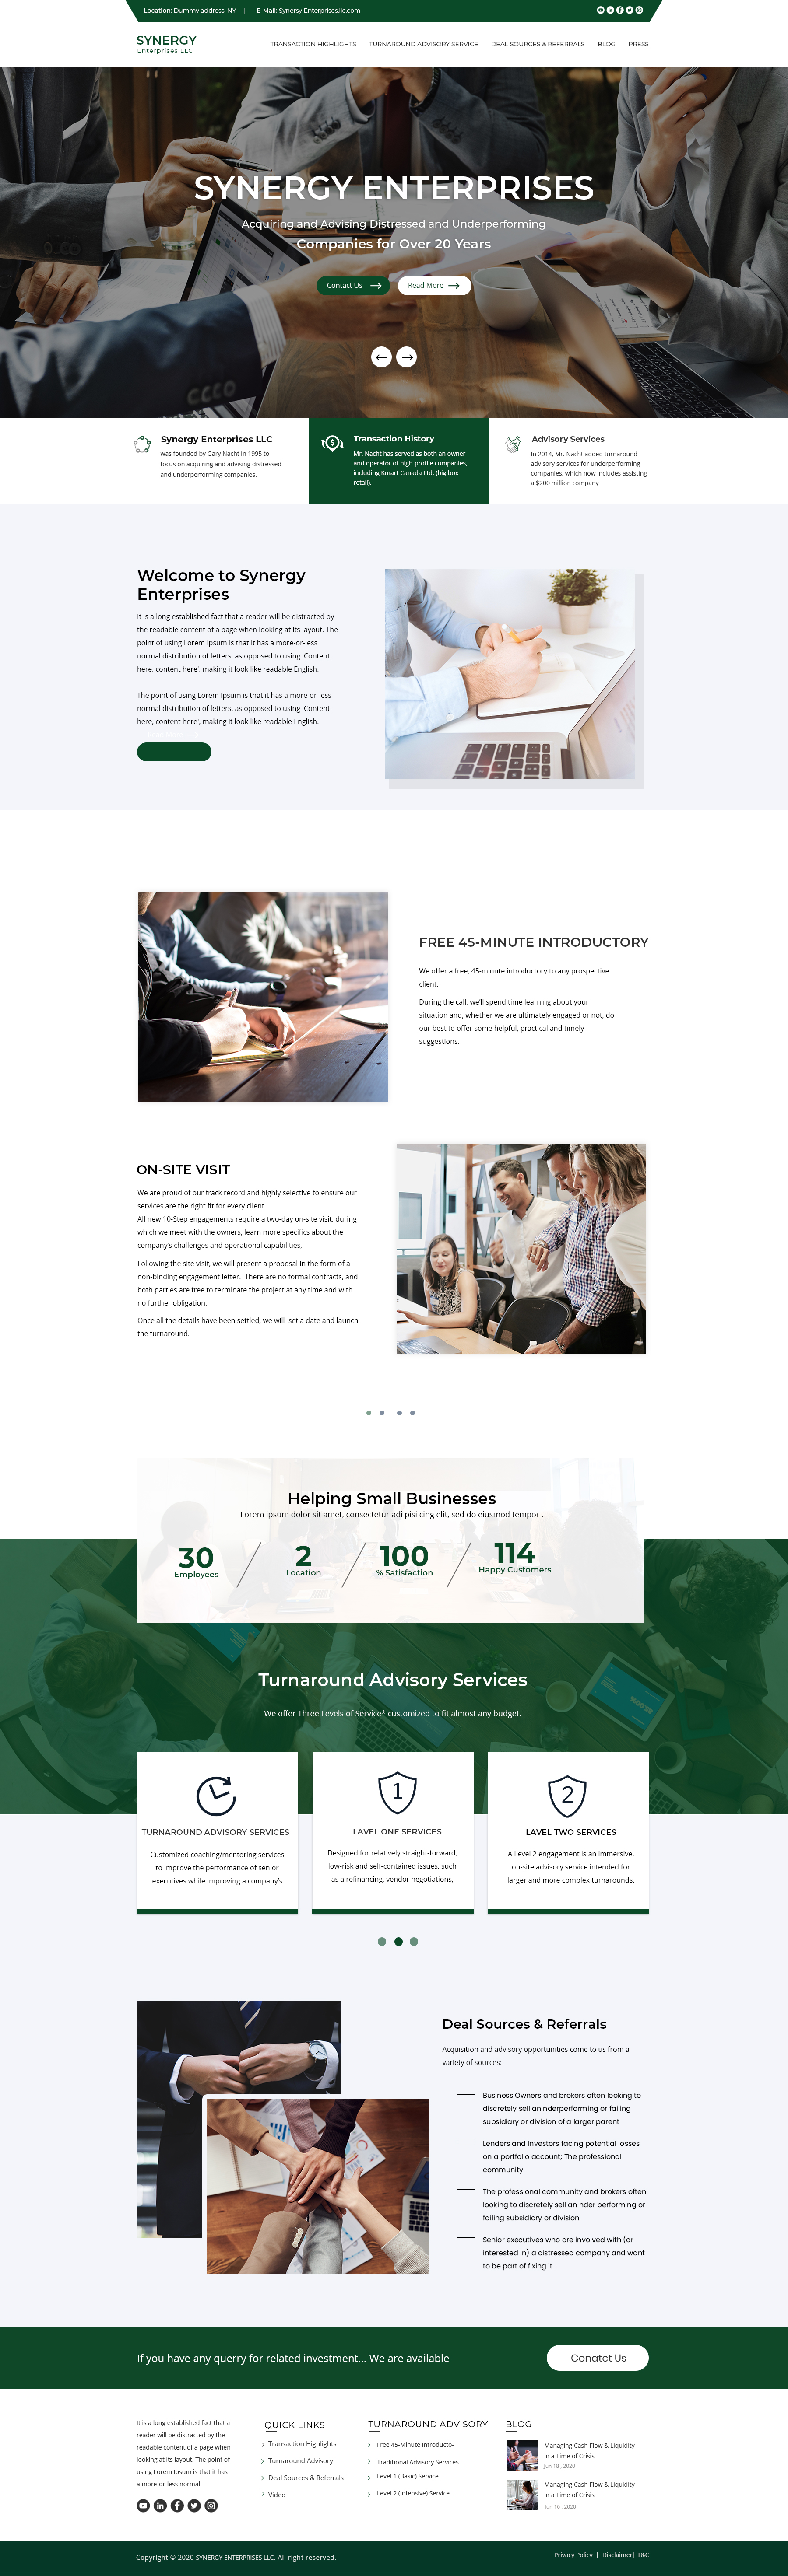 Location: Dummy address, NY | E-Mail: Synersy Enterprises.llc.com
SYNERGY
Enterprises LLC
TRANSACTION HIGHLIGHTS TURNAROUND ADVISORY SERVICE DEAL SOURCES & REFERRALS BLOG PRESS
SYNERGY ENTERPRISES
Acquiring and Advising Distressed and Underperforming
Companies for Over 20 Years
Contact Us Read More
Synergy Enterprises LLC
was founded by Gary Nacht in 1995 to
focus on acquiring and advising distressed
and underperforming companies.
Transaction History
Mr. Nacht has served as both an owner
and operator of high-profile companies,
including Kmart Canada Ltd. (big box
retail),
Advisory Services
In 2014, Mr. Nacht added turnaround
advisory services for underperforming
companies, which now includes assisting
a $200 million company
Welcome to Synergy
Enterprises
It is a long established fact that a reader will be distracted by
the readable content of a page when looking at its layout. The
point of using Lorem Ipsum is that it has a more-or-less
normal distribution of letters, as opposed to using 'Content
here, content here', making it look like readable English.
The point of using Lorem Ipsum is that it has a more-or-less
normal distribution of letters, as opposed to using 'Content
here, content here', making it look like readable English.
FREE 45-MINUTE INTRODUCTORY
We offer a free, 45-minute introductory to any prospective
client.
During the call, we'll spend time learning about your
situation and, whether we are ultimately engaged or not, do
our best to offer some helpful, practical and timely
suggestions.
ON-SITE VISIT
We are proud of our track record and highly selective to ensure our
services are the right fit for every client.
All new 10-Step engagements require a two-day on-site visit, during
which we meet with the owners, learn more specifics about the
company's challenges and operational capabilities,
Following the site visit, we will present a proposal in the form of a
non-binding engagement letter. There are no formal contracts, and
both parties are free to terminate the project at any time and with
no further obligation.
Once all the details have been settled, we will set a date and launch
the turnaround.
Helping Small Businesses
Lorem ipsum dolor sit amet, consectetur adi pisi cing elit, sed do eiusmod tempor .
30
Employees
2
Location
100
% Satisfaction
114
Happy Customers
Turnaround Advisory Services
We offer Three Levels of Service* customized to fit almost any budget.
TURNAROUND ADVISORY SERVICES
Customized coaching/mentoring services
to improve the performance of senior
executives while improving a company's
1
LAVEL ONE SERVICES
Designed for relatively straight-forward,
low-risk and self-contained issues, such
as a refinancing, vendor negotiations,
2
LAVEL TWO SERVICES
A Level 2 engagement is an immersive,
on-site advisory service intended for
larger and more complex turnarounds.
Deal Sources & Referrals
Acquisition and advisory opportunities come to us from a
variety of sources:
Business Owners and brokers often looking to
discretely sell an nderperforming or failing
subsidiary or division of a larger parent
Lenders and Investors facing potential losses
on a portfolio account; The professional
community
The professional community and brokers often
looking to discretely sell an nder performing or
failing subsidiary or division
Senior executives who are involved with (or
interested in) a distressed company and want
to be part of fixing it.
If you have any querry for related investment... We are available
Conatct Us
It is a long established fact that a
reader will be distracted by the
readable content of a page when
looking at its layout. The point of
using Lorem Ipsum is that it has
a more-or-less normal
QUICK LINKS
Transaction Highlights
Turnaround Advisory
Deal Sources & Referrals
Video
TURNAROUND ADVISORY
Free 45-Minute Introducto-
Traditional Advisory Services
Level 1 (Basic) Service
Level 2 (Intensive) Service
BLOG
Managing Cash Flow & Liquidity
in a Time of Crisis
Jun 18 , 2020
Managing Cash Flow & Liquidity
in a Time of Crisis
Jun 16 , 2020
Copyright © 2020 SYNERGY ENTERPRISES LLC. All right reserved.
Privacy Policy | Disclaimer| T&C